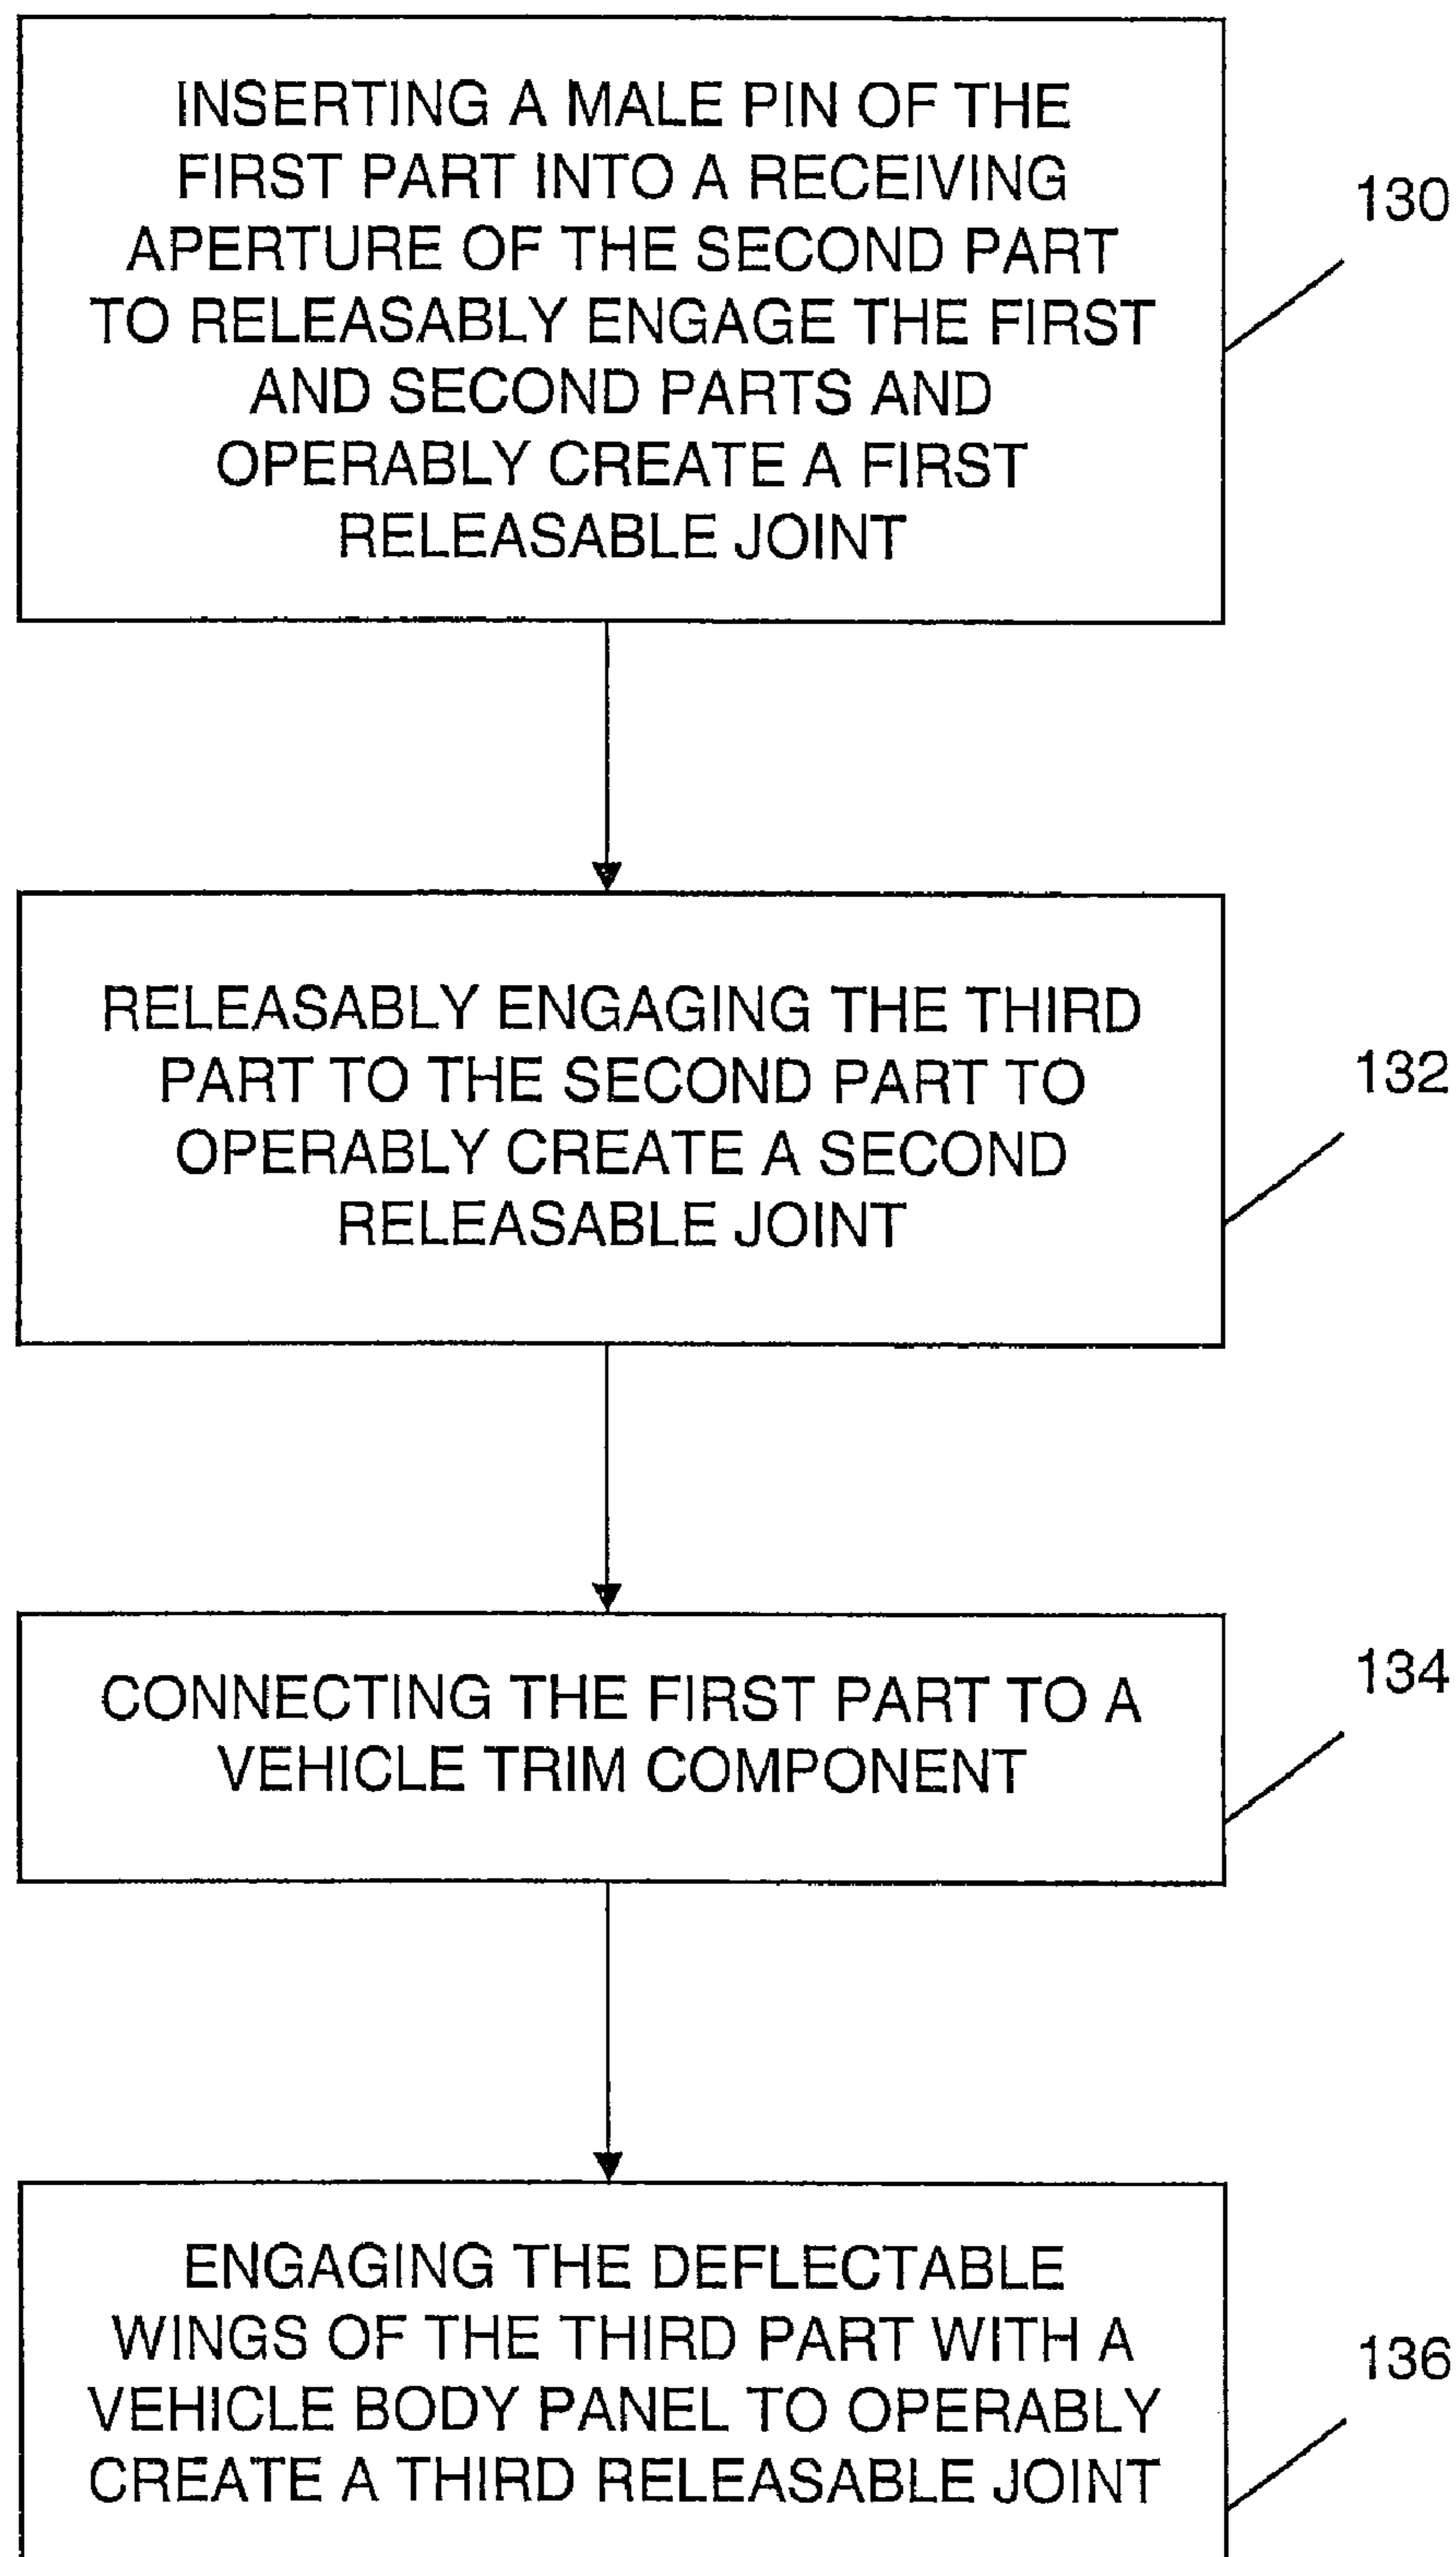 INSERTING A MALE PIN OF THE
FIRST PART INTO A RECEIVING
APERTURE OF THE SECOND PART
TO RELEASABLY ENGAGE THE FIRST
AND SECOND PARTS AND
OPERABLY CREATE A FIRST
RELEASABLE JOINT
130
RELEASABLY ENGAGING THE THIRD
PART TO THE SECOND PART TO
OPERABLY CREATE A SECOND
RELEASABLE JOINT
132
CONNECTING THE FIRST PART TO A
VEHICLE TRIM COMPONENT
134
ENGAGING THE DEFLECTABLE
WINGS OF THE THIRD PART WITH A
VEHICLE BODY PANEL TO OPERABLY
CREATE A THIRD RELEASABLE JOINT
136